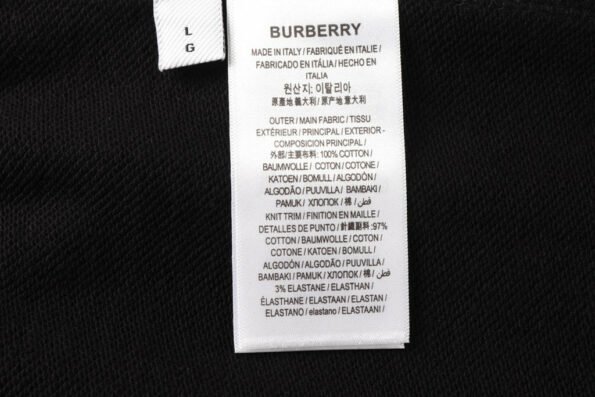 L
G
BURBERRY
MADE IN ITALY / FABRIQUÉ EN ITALIE /
FABRICADO EN ITÁLIA / HECHO EN
ITALIA
원산지: 이탈리아
原產地義大利 / 原产地意大利
OUTER / MAIN FABRIC / TISSU
EXTÉRIEUR / PRINCIPAL / EXTERIOR -
COMPOSICIÓN PRINCIPAL /
外部/主要布料: 100% COTTON /
BAUMWOLLE / COTON / COTONE /
KATOEN / BOMULL / ALGODÓN /
ALGODÃO / PUUVILLA / BAMBAKI /
PAMUK / ХЛОПОК / 棉 / قطن /
KNIT TRIM / FINITION EN MAILLE /
DETALLES DE PUNTO / 針織副料 :97%
COTTON / BAUMWOLLE / COTON /
COTONE / KATOEN / BOMULL /
ALGODÓN / ALGODÃO / PUUVILLA /
BAMBAKI / PAMUK / ХЛОПОК / 棉 / قطن
3% ELASTANE / ELASTHAN /
ÉLASTHANE / ELASTAAN / ELASTAN /
ELASTANO / elastano / ELASTAANI /